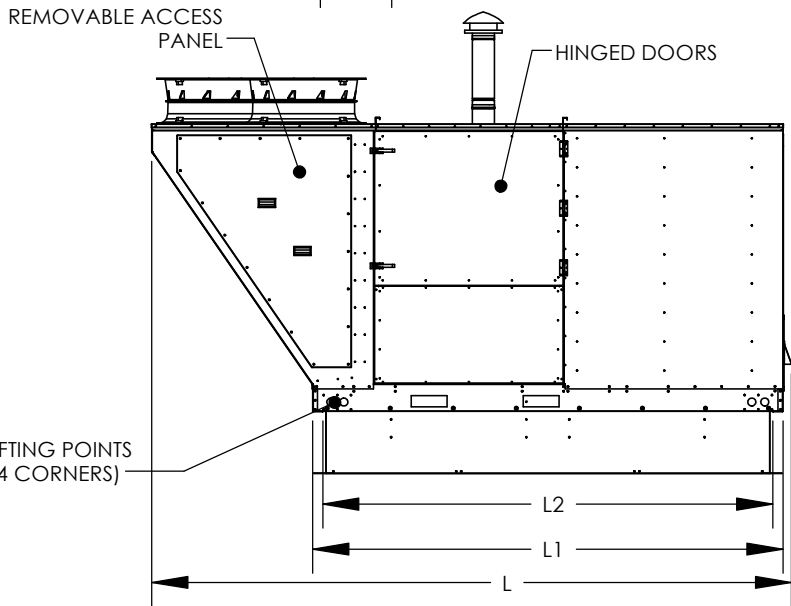 REMOVABLE ACCESS
PANEL
HINGED DOORS
FTING POINTS
4 CORNERS)
L2
L1
L